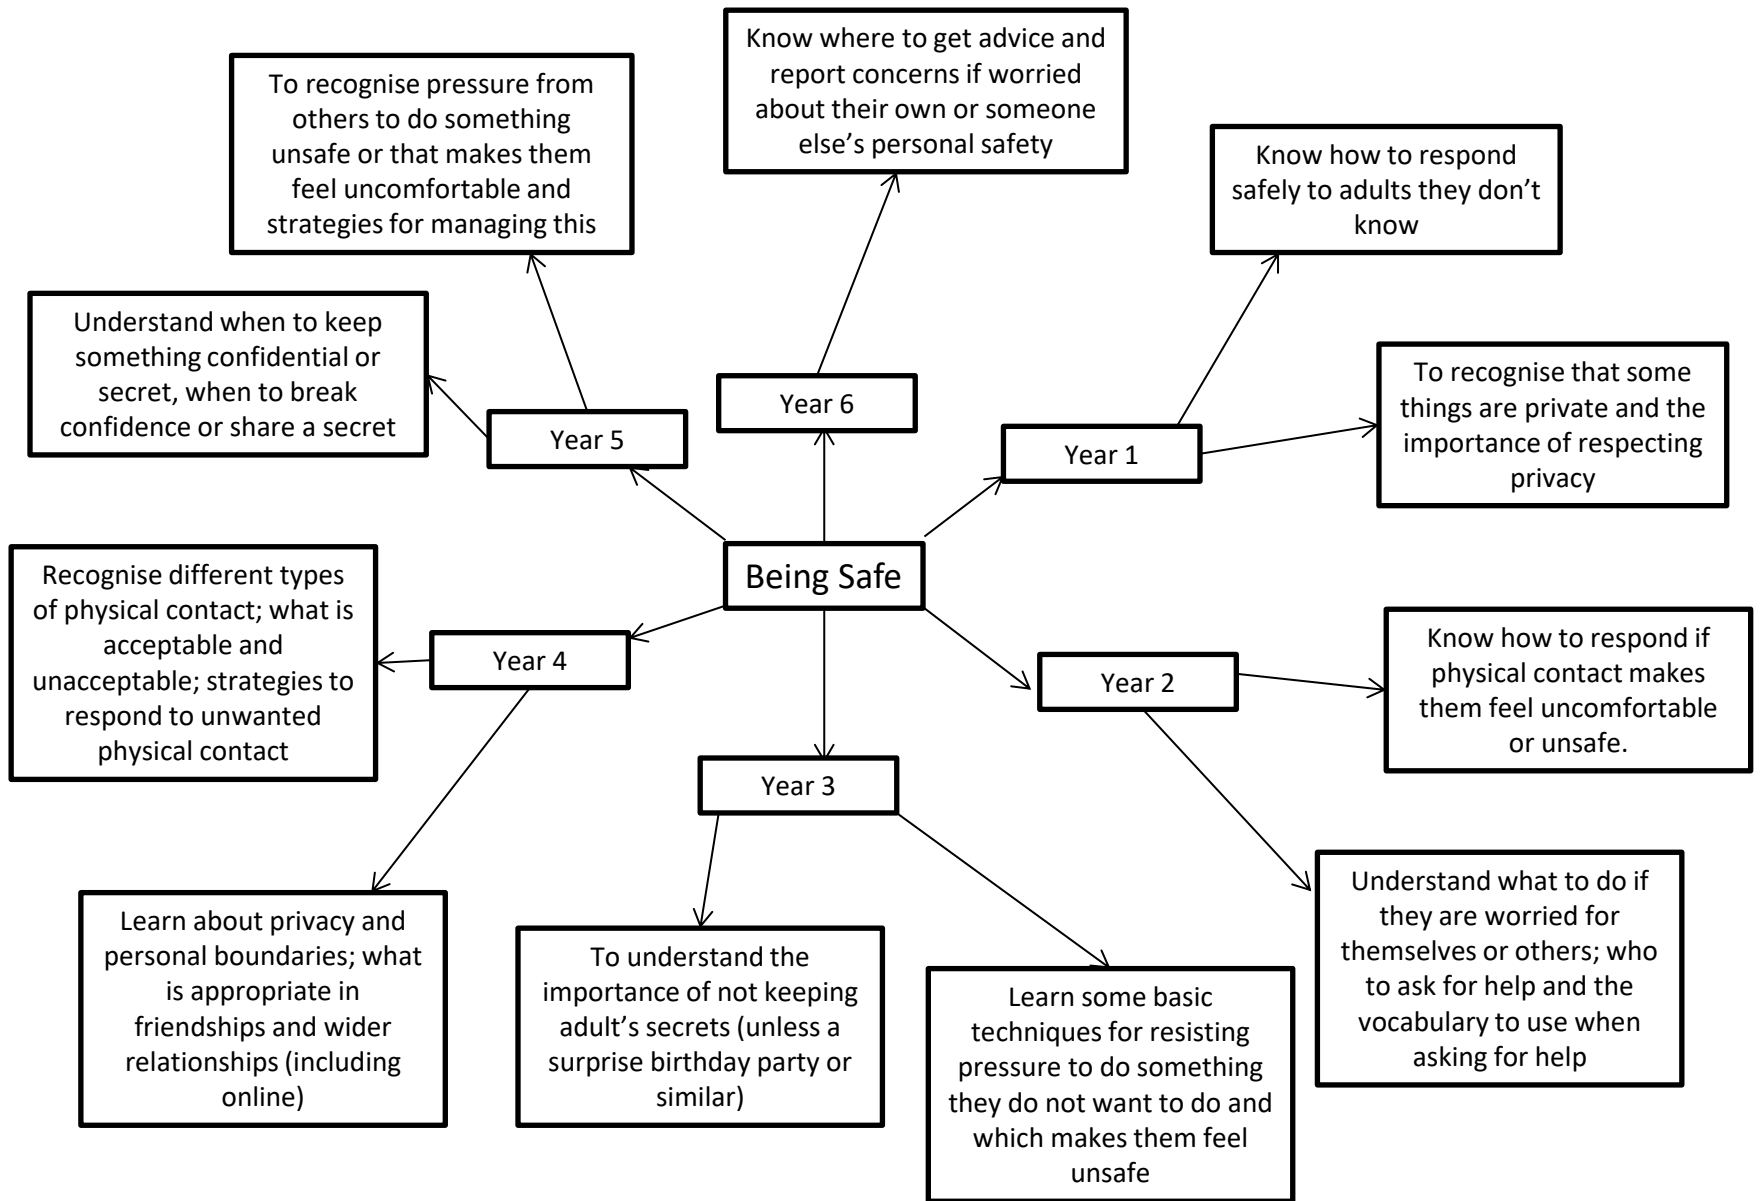 Know where to get advice and
report concerns if worried
about their own or someone
else's personal safety
To recognise pressure from
others to do something
unsafe or that makes them
feel uncomfortable and
strategies for managing this
Know how to respond
safely to adults they don't
know
Understand when to keep
something confidential or
secret, when to break
confidence or share a secret
To recognise that some
things are private and the
importance of respecting
privacy
Year 6
Year 5
Year 1
Being Safe
Recognise different types
of physical contact; what is
acceptable and
unacceptable; strategies to
respond to unwanted
physical contact
Year 4
Year 2
Know how to respond if
physical contact makes
them feel uncomfortable
or unsafe.
Year 3
Learn about privacy and
personal boundaries; what
is appropriate in
friendships and wider
relationships (including
online)
To understand the
importance of not keeping
adult's secrets (unless a
surprise birthday party or
similar)
Learn some basic
techniques for resisting
pressure to do something
they do not want to do and
which makes them feel
unsafe
Understand what to do if
they are worried for
themselves or others; who
to ask for help and the
vocabulary to use when
asking for help